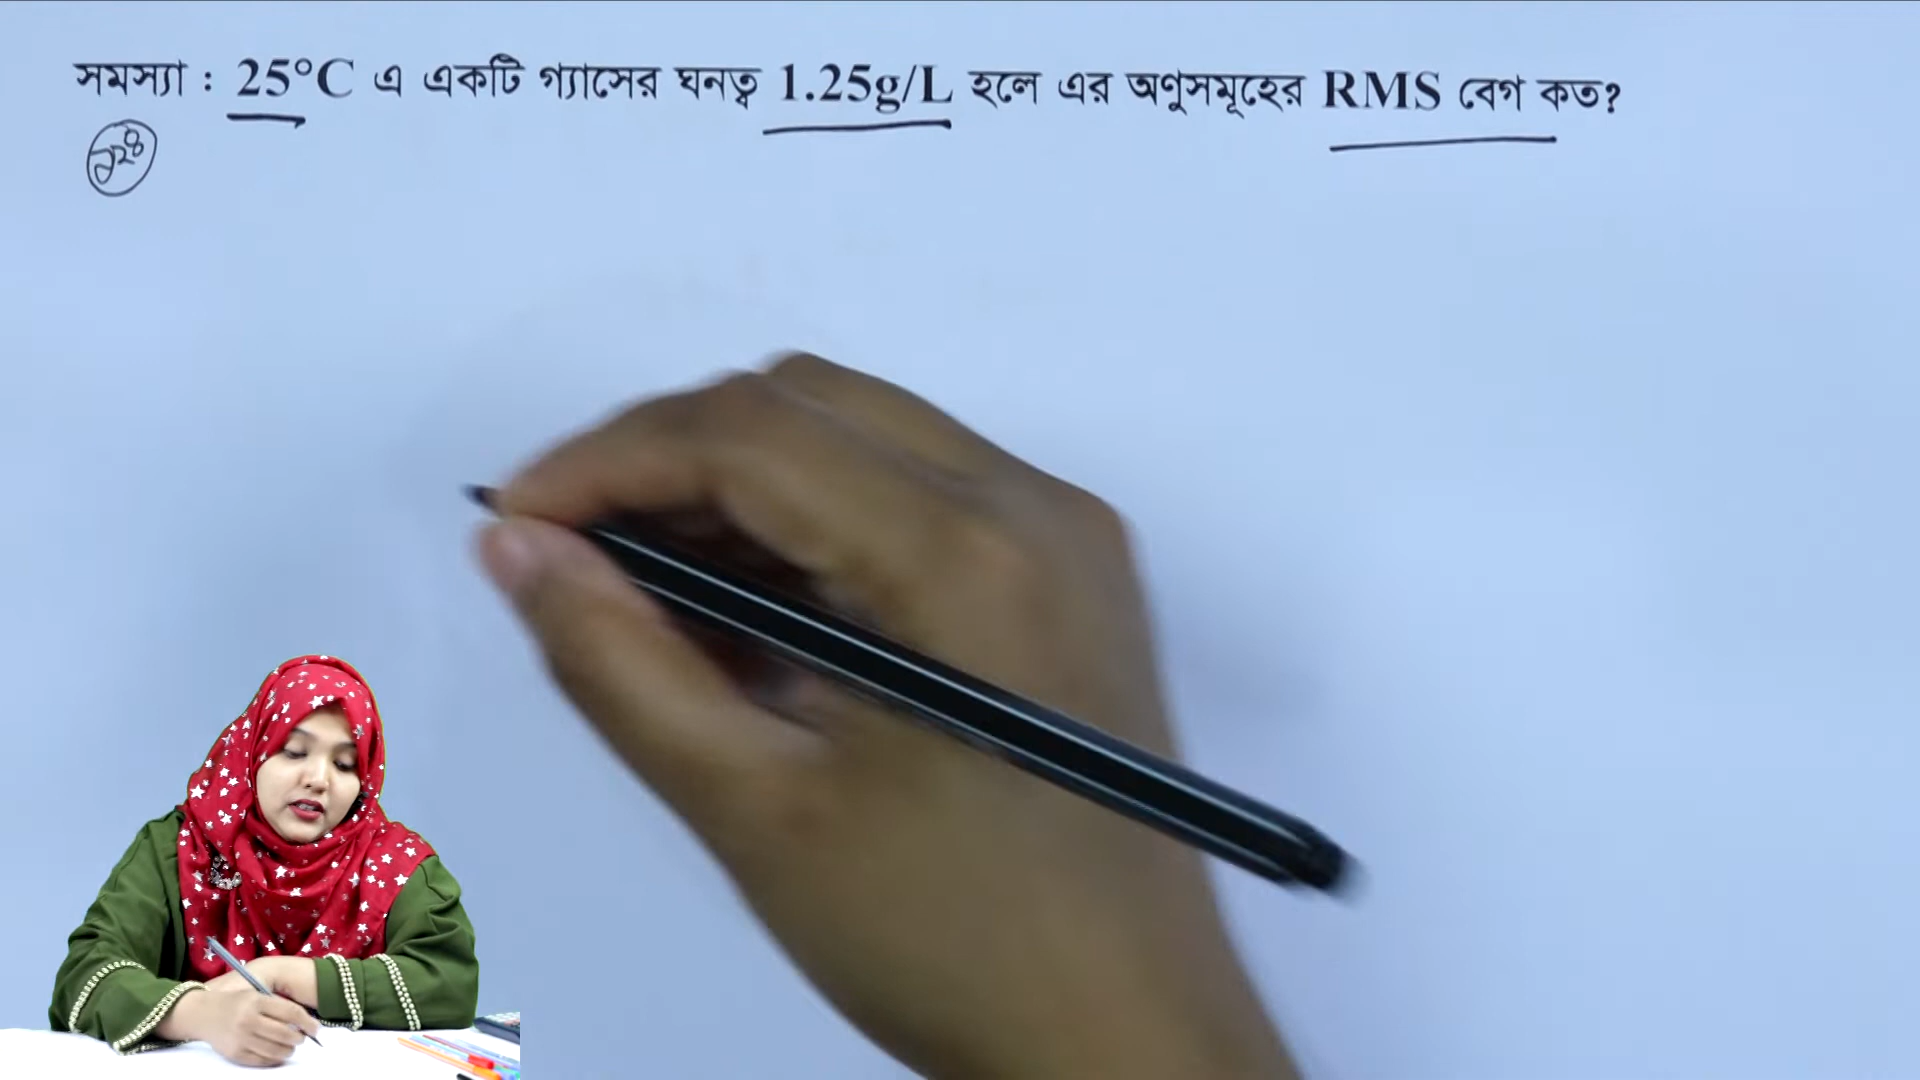 সমস্যা : 25°C এ একটি গ্যাসের ঘনত্ব 1.25g/L হলে এর অণুসমূহের RMS বেগ কত?